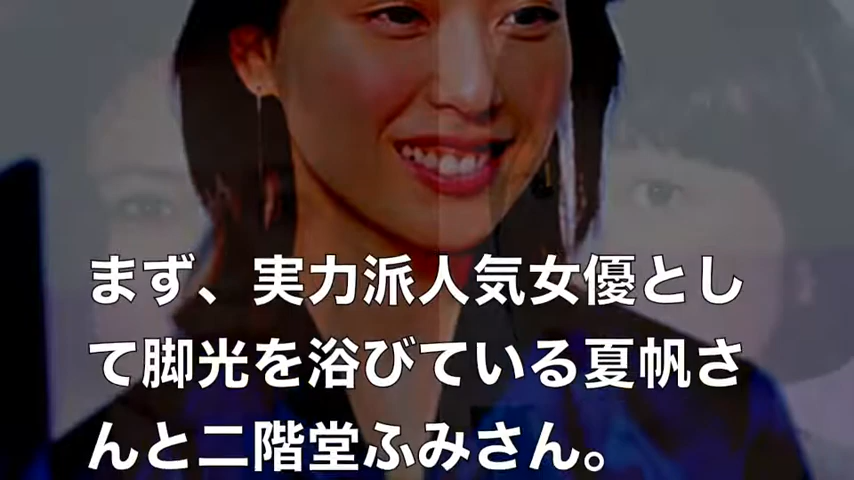 まず、実力派人気女優とし
て脚光を浴びている夏帆さ
んと二階堂ふみさん。